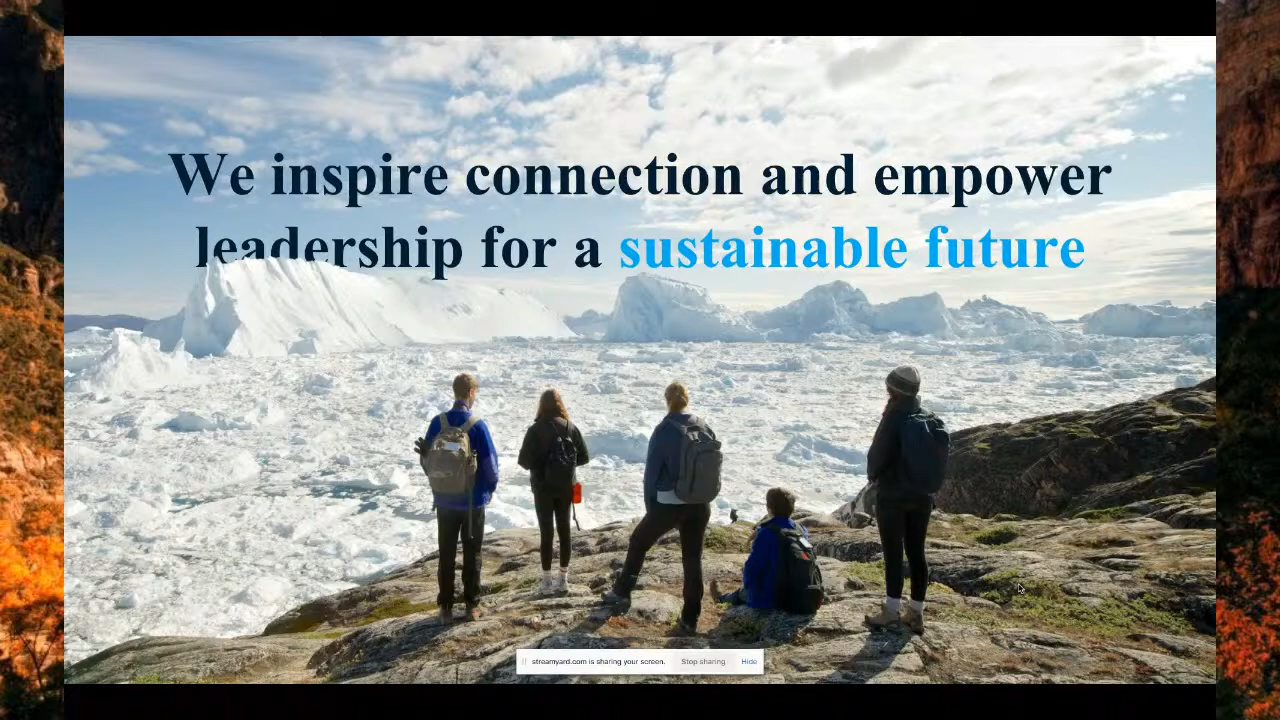 We inspire connection and empower
leadership for a sustainable future
streamyard.com is sharing your screen. Stop sharing Hide